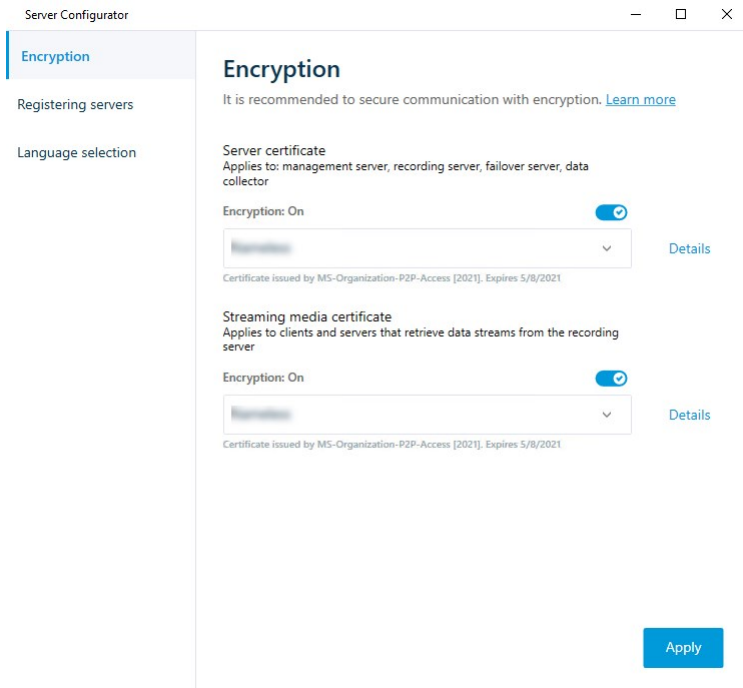 Server Configurator
Encryption
Registering servers
Language selection
Encryption
It is recommended to secure communication with encryption. Learn more
Server certificate
Applies to: management server, recording server, failover server, data
collector
Encryption: On
Details
Certificate issued by MS-Organization-P2P-Access [2021]. Expires 5/8/2021
Streaming media certificate
Applies to clients and servers that retrieve data streams from the recording
server
Encryption: On
Details
Certificate issued by MS-Organization-P2P-Access [2021]. Expires 5/8/2021
Apply